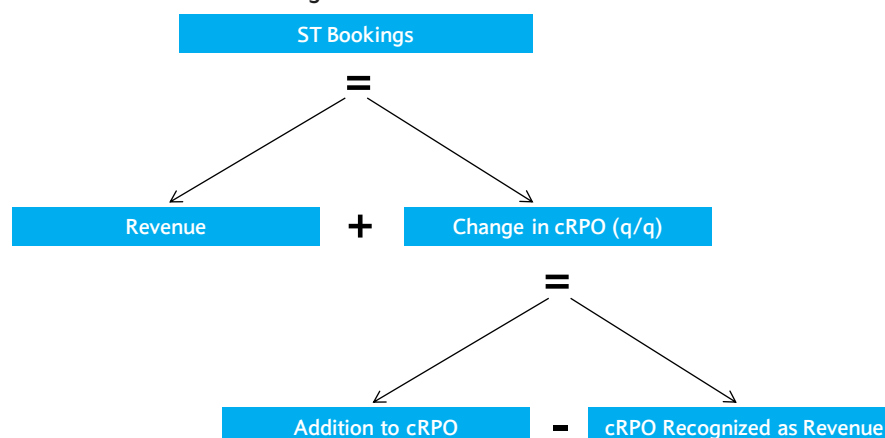 ST Bookings
=
Revenue + Change in cRPO (q/q)
=
Addition to cRPO - cRPO Recognized as Revenue